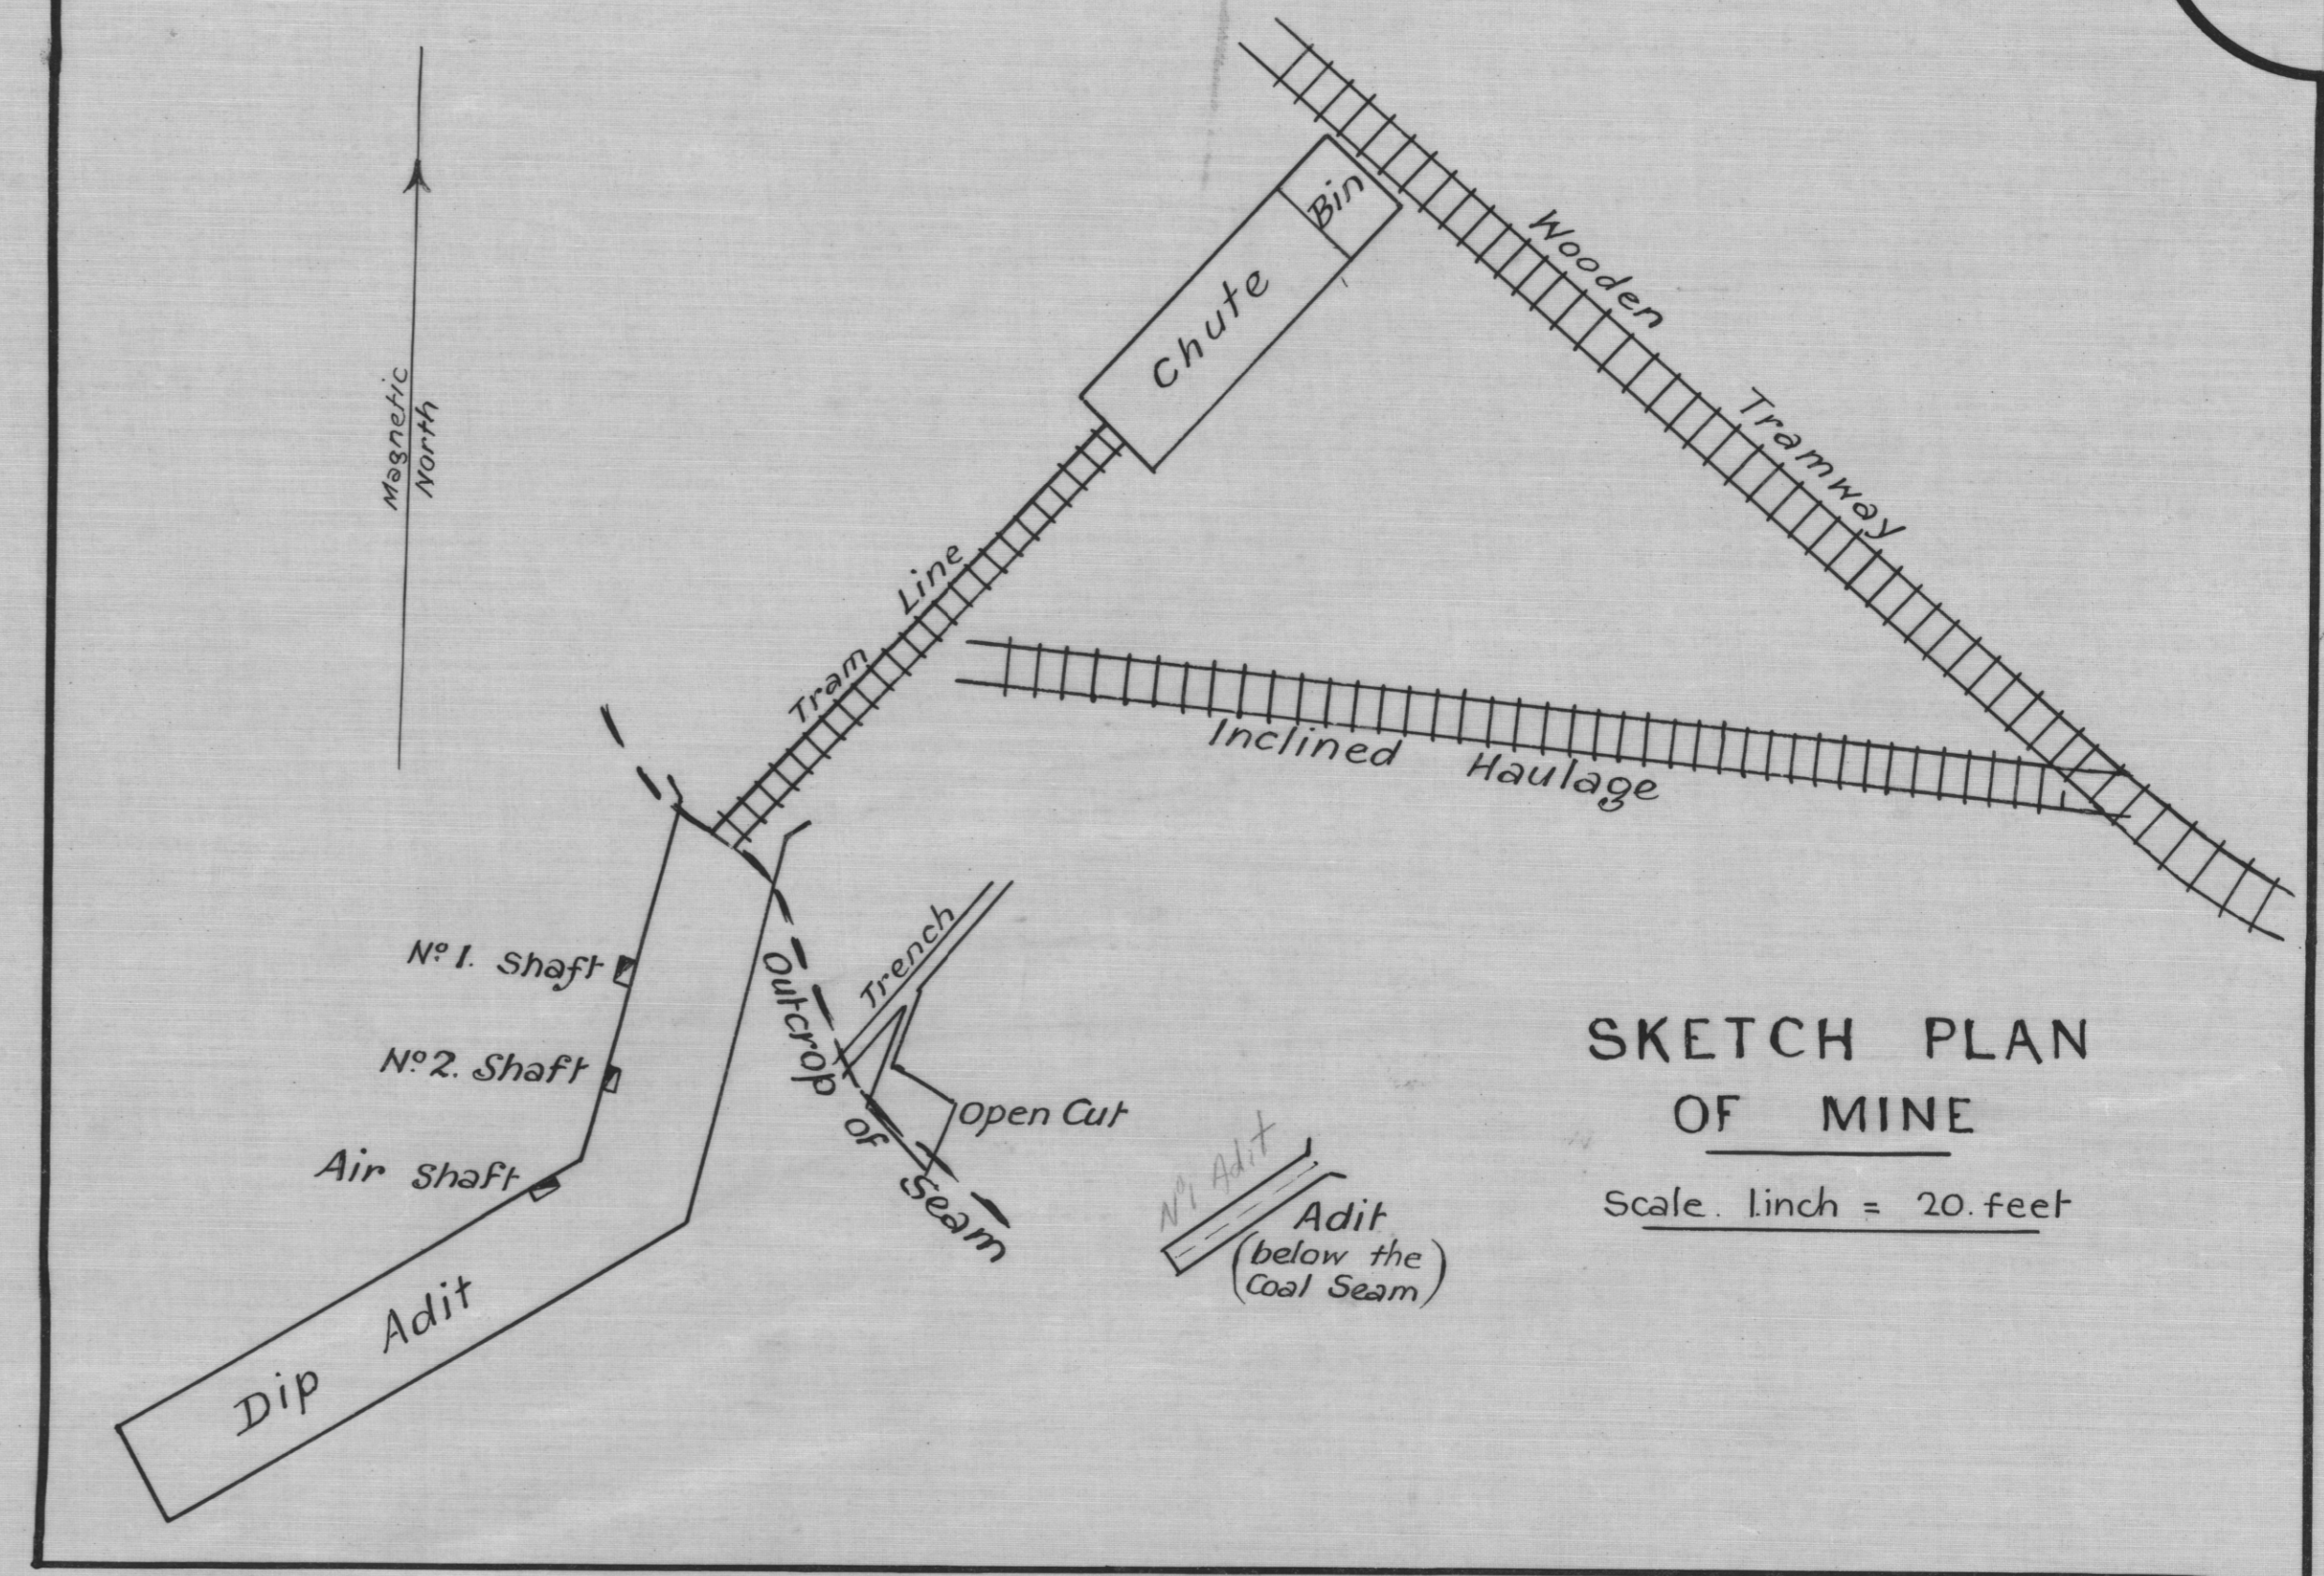 Bin
Wooden
Chute
Tramway
Magnetic
North
Tram Line
Inclined Haulage
Trench
No 1. Shaft
Outcrop of Seam
No 2. Shaft
Open Cut
Air Shaft
No 1 Adit
Adit
(below the
Coal Seam)
Dip Adit
SKETCH PLAN
OF MINE
Scale. 1.inch = 20. feet